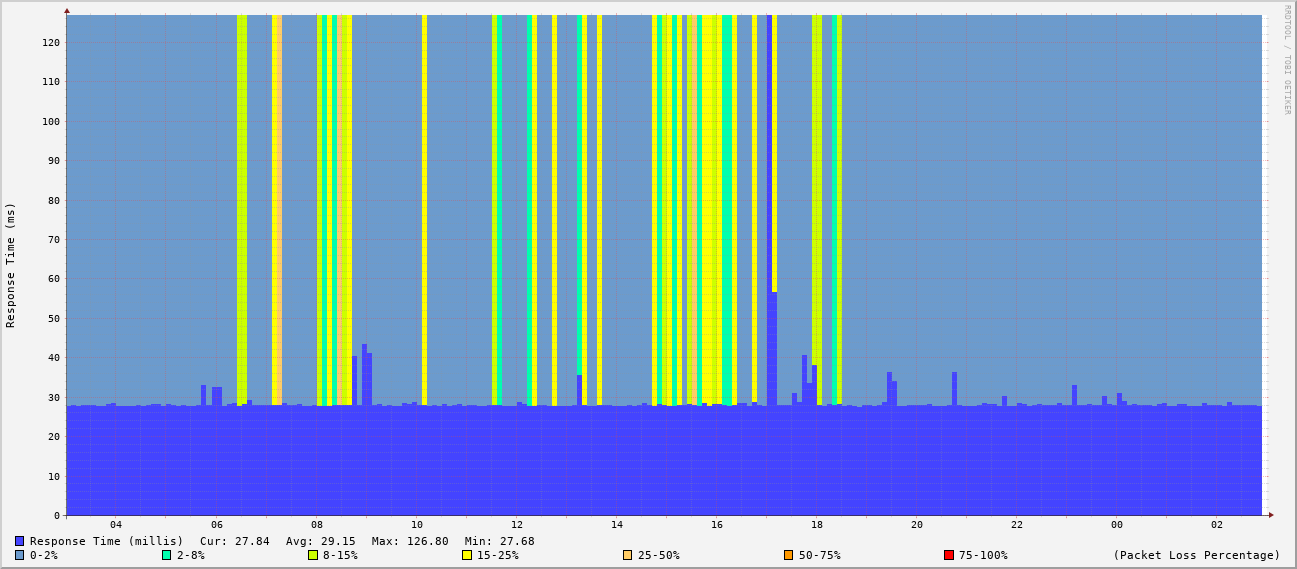 RRDTOOL / TOBI OETIKER
Response Time (ms)
120
110
100
90
80
70
60
50
40
30
20
10
0
04 06 08 10 12 14 16 18 20 22 00 02
Response Time (millis) Cur: 27.84 Avg: 29.15 Max: 126.80 Min: 27.68
0-2% 2-8% 8-15% 15-25% 25-50% 50-75% 75-100% (Packet Loss Percentage)